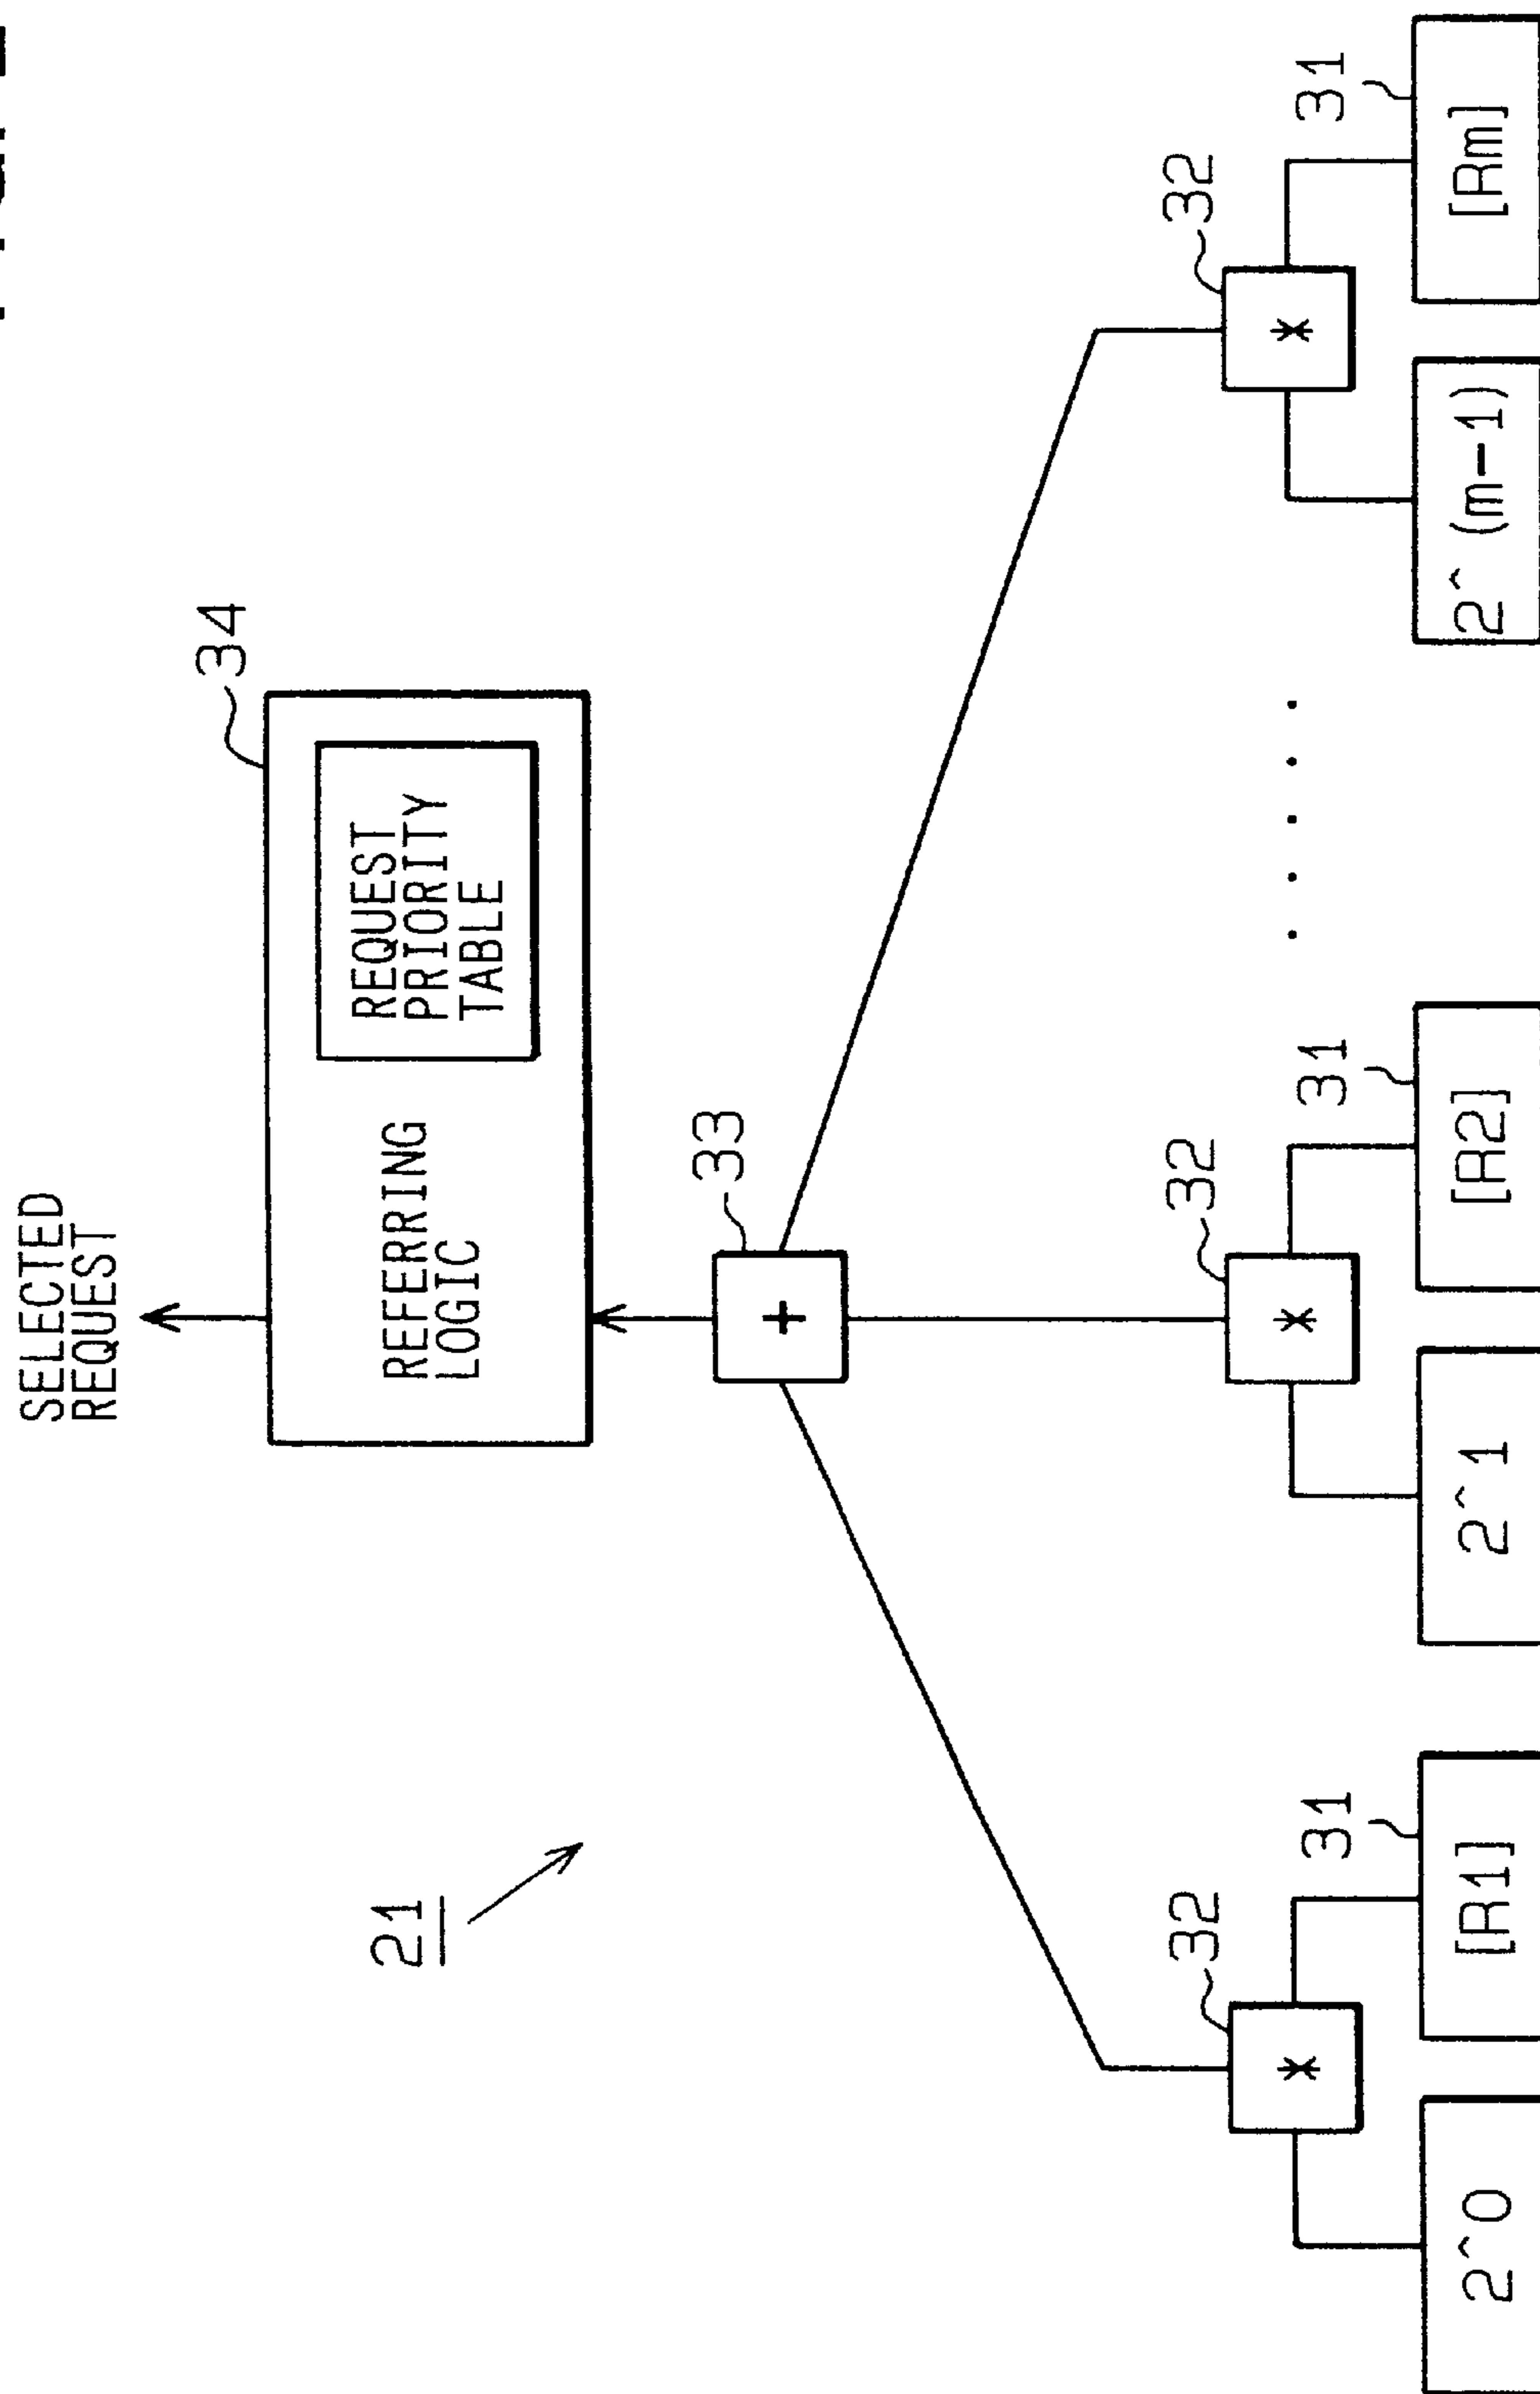 SELECTED
REQUEST
34
REFERRING
LOGIC
REQUEST
PRIORITY
TABLE
21
33
+
32
*
32
*
32
*
31
31
31
2^0
[R1]
2^1
[R2]
. . . . .
2^(m-1)
[Rm]